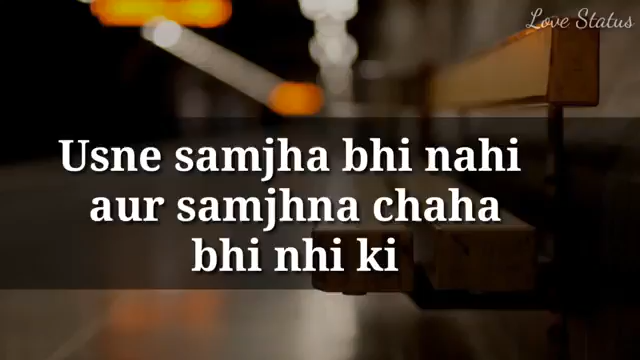 Love Status
Usne samjha bhi nahi
aur samjhna chaha
bhi nhi ki